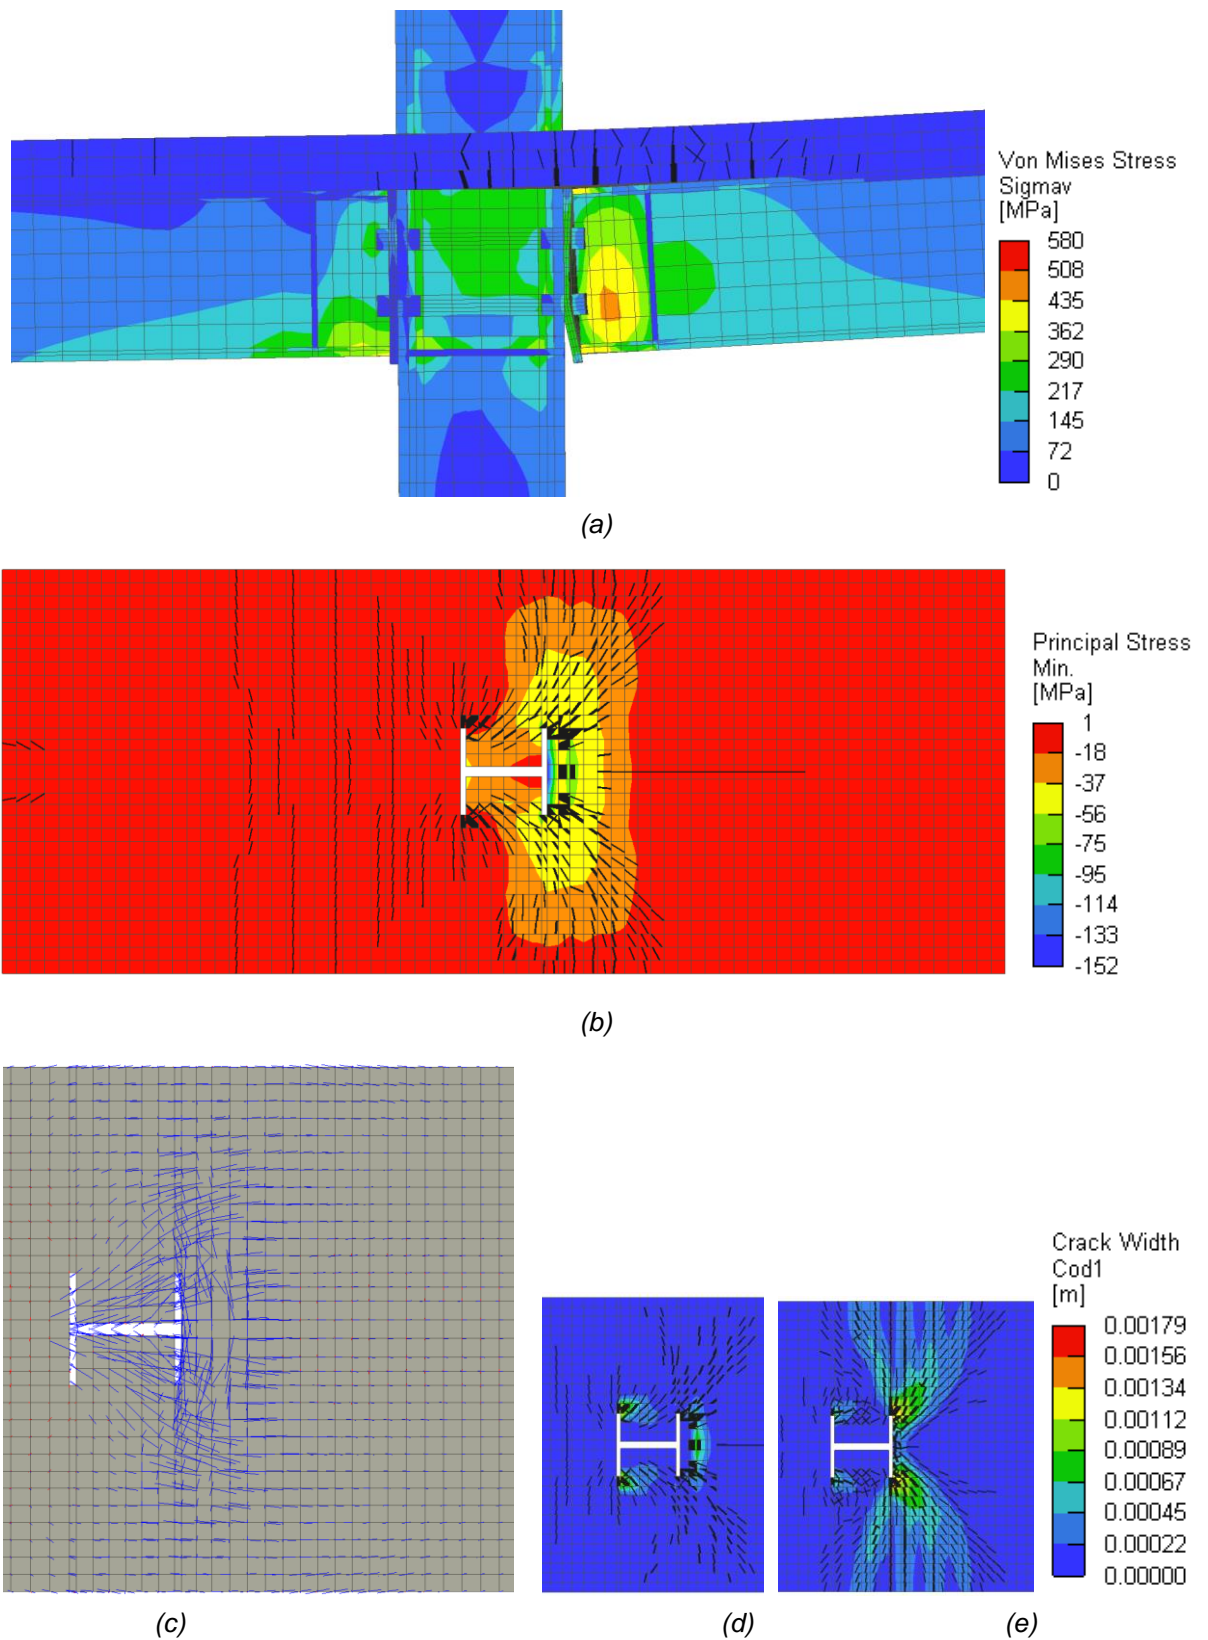 Von Mises Stress
Sigmav
[MPa]
580
508
435
362
290
217
145
72
0
(a)
Principal Stress
Min.
[MPa]
1
-18
-37
-56
-75
-95
-114
-133
-152
(b)
Crack Width
Cod1
[m]
0.00179
0.00156
0.00134
0.00112
0.00089
0.00067
0.00045
0.00022
0.00000
(c) (d) (e)